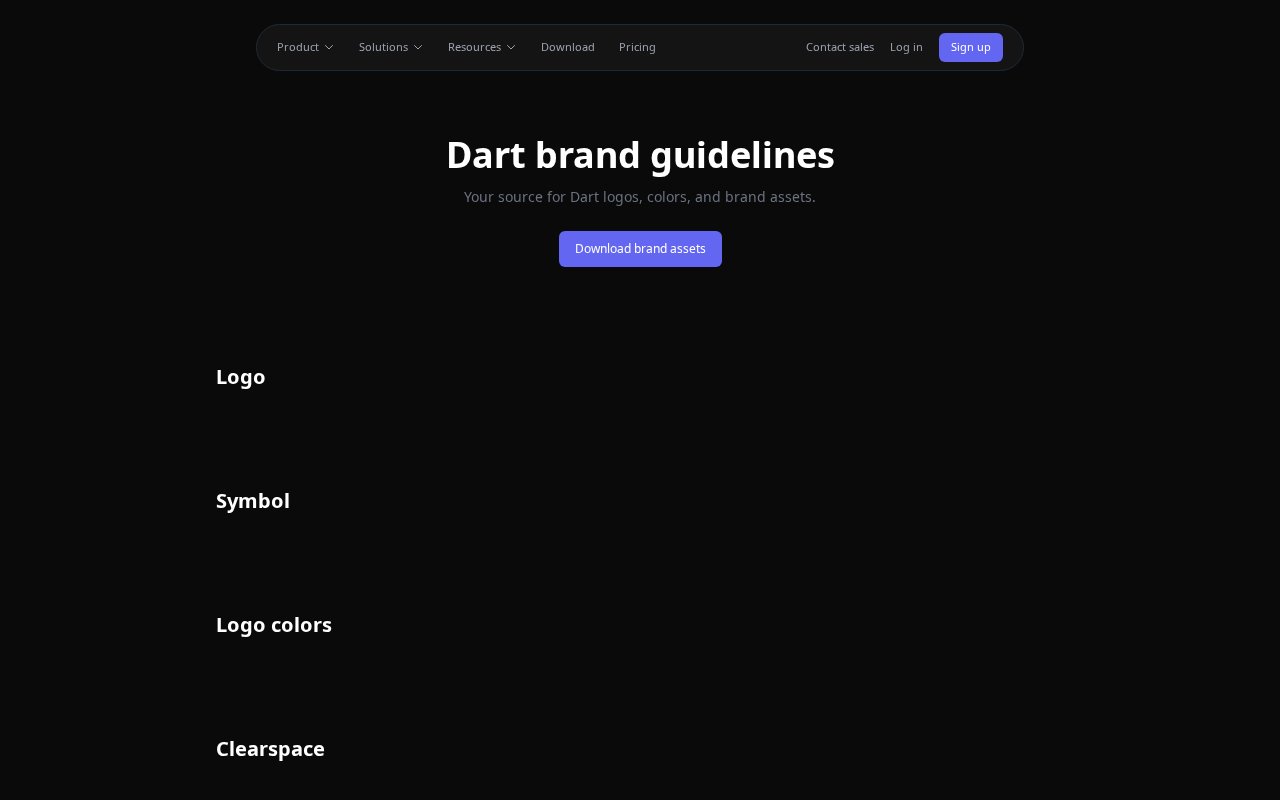 Product Solutions Resources Download Pricing Contact sales Log in Sign up
Dart brand guidelines
Your source for Dart logos, colors, and brand assets.
Download brand assets
Logo
Symbol
Logo colors
Clearspace